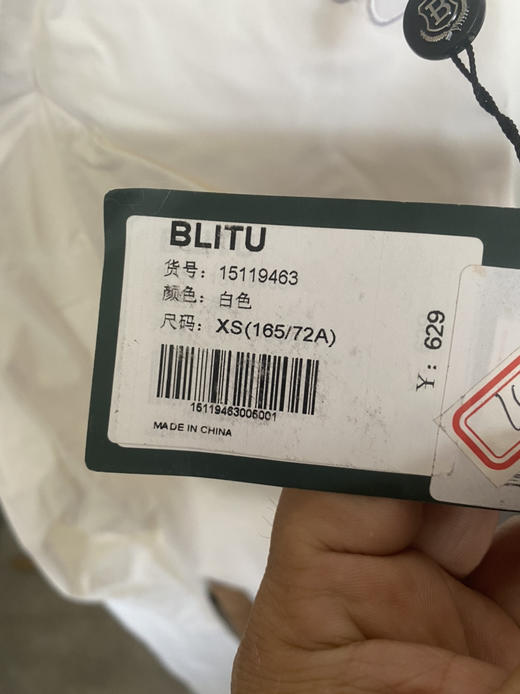 B
BLITU
货号: 15119463
颜色: 白色
尺码: XS(165/72A)
15119463006001
MADE IN CHINA
Y: 629